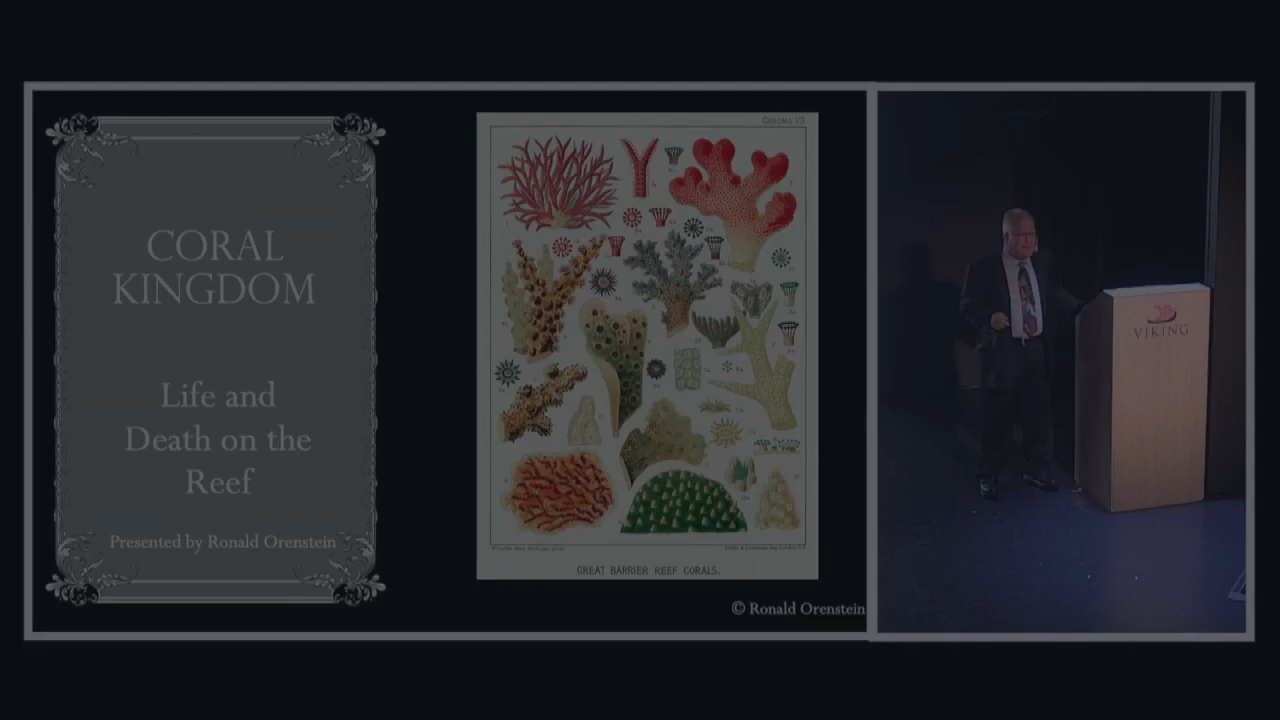 CORAL
KINGDOM
Life and
Death on the
Reef
Presented by Ronald Orenstein
GREAT BARRIER REEF CORALS.
© Ronald Orenstein
VIKING